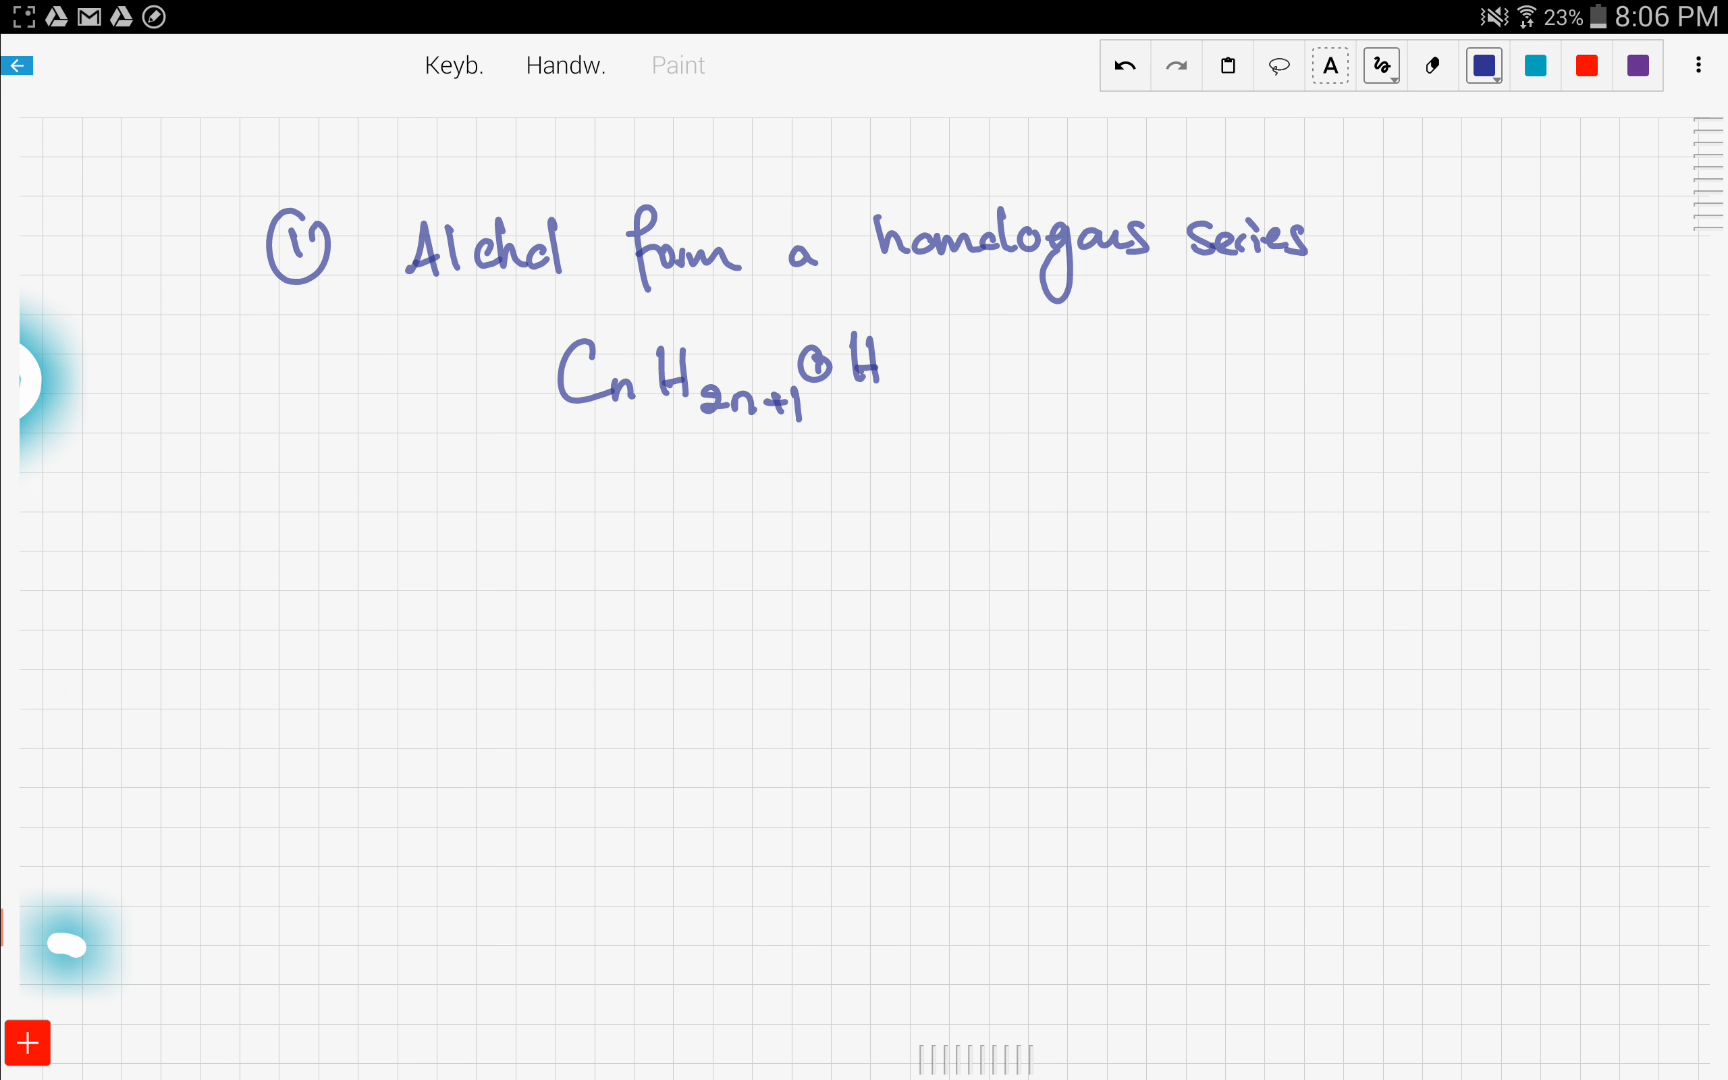 23% 8:06 PM
Keyb. Handw. Paint A
① Alchol form a homologous series
CnH2n+1OH